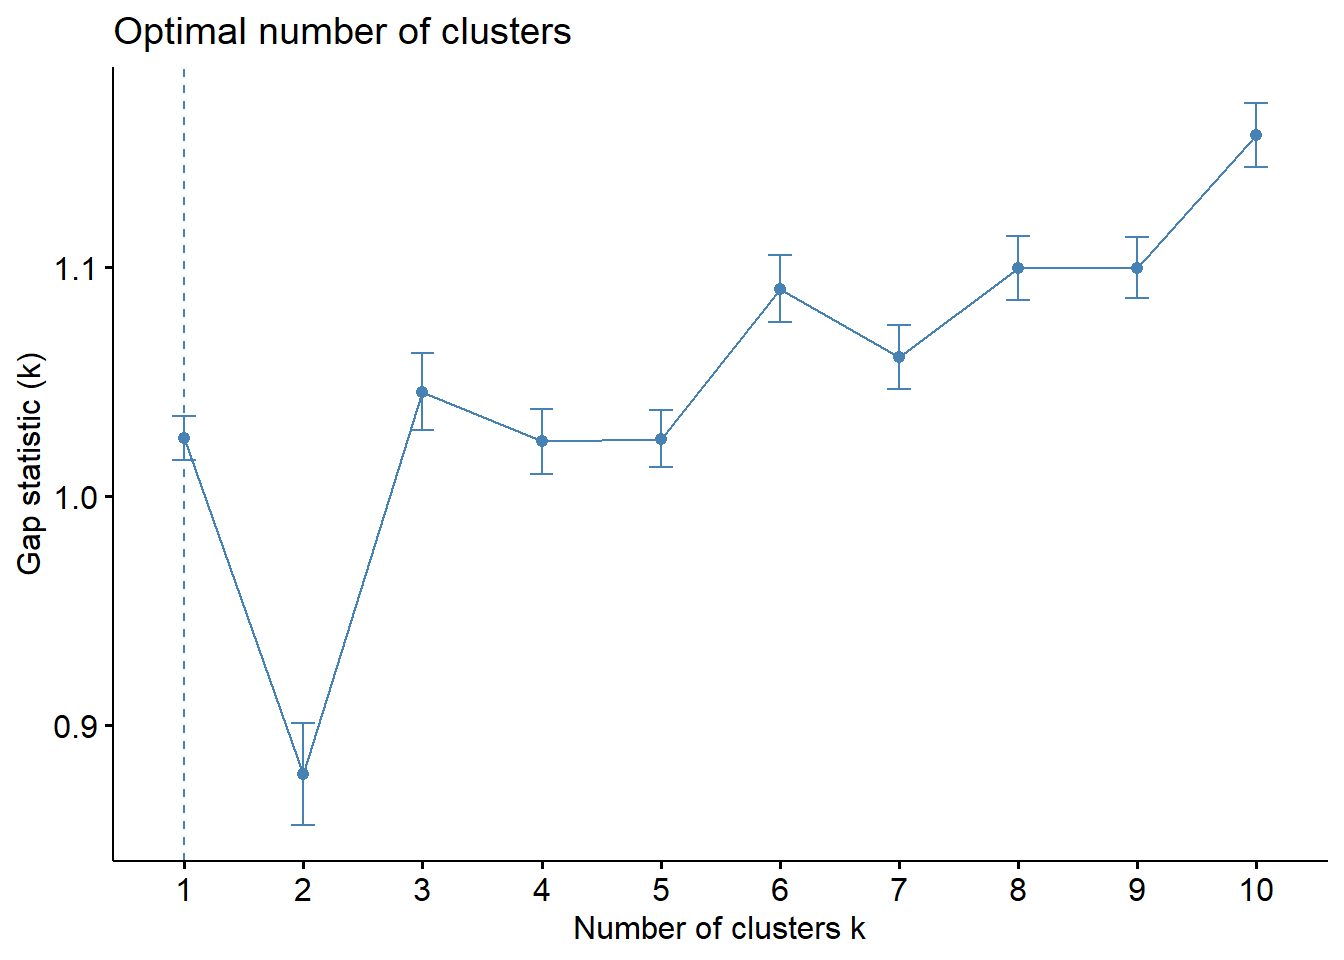 Optimal number of clusters
Gap statistic (k)
1.1
1.0
0.9
1 2 3 4 5 6 7 8 9 10
Number of clusters k